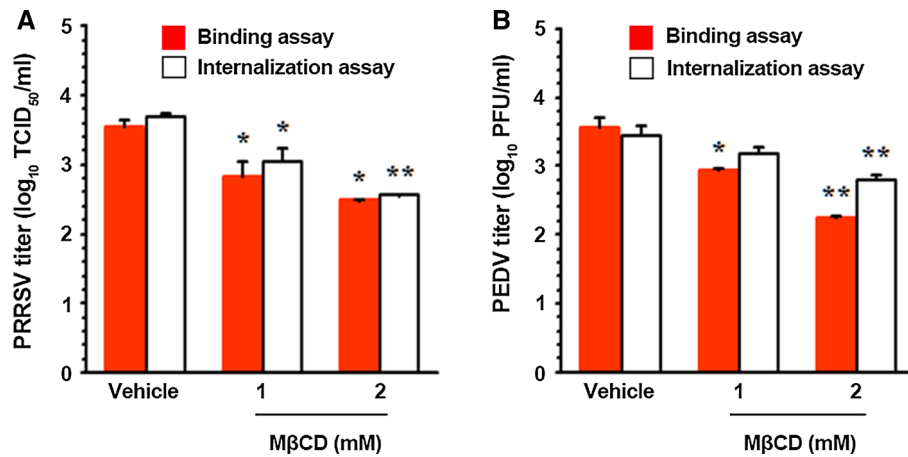 A
PRRSV titer (log10 TCID50/ml)
5
4
3
2
1
0
Binding assay
Internalization assay
*
*
*
**
Vehicle
1
2
MβCD (mM)
B
PEDV titer (log10 PFU/ml)
5
4
3
2
1
0
Binding assay
Internalization assay
*
**
**
Vehicle
1
2
MβCD (mM)